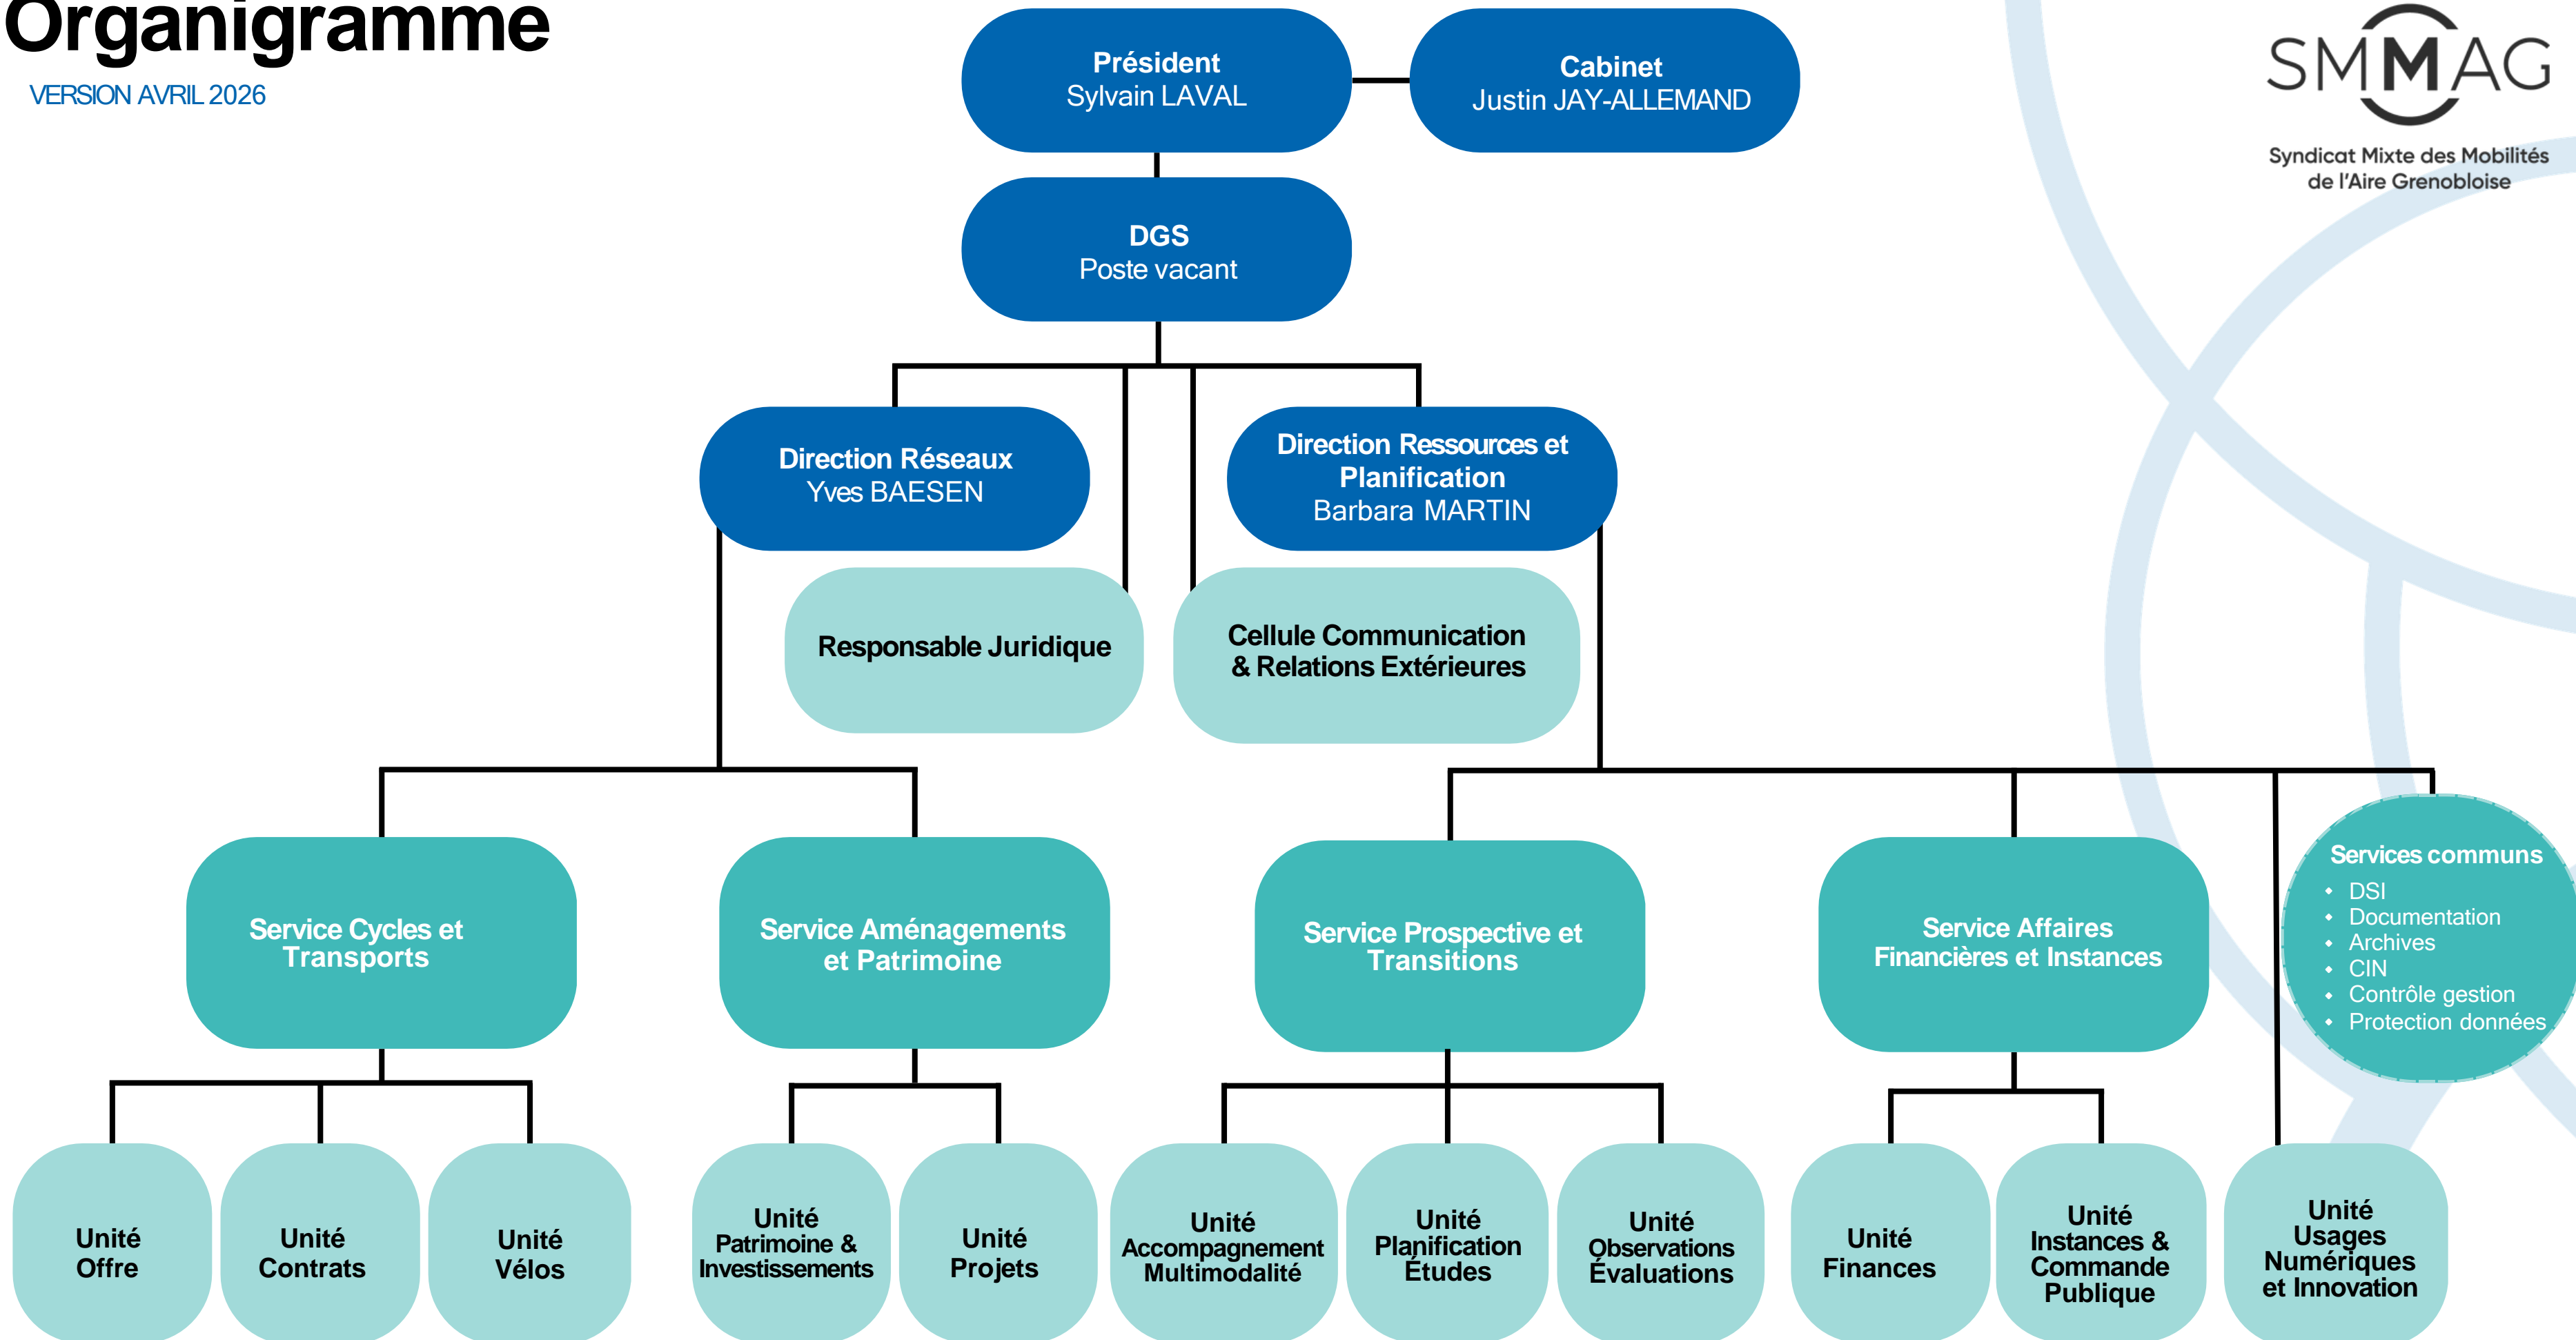 Organigramme
VERSION AVRIL 2026
Président
Sylvain LAVAL
Cabinet
Justin JAY-ALLEMAND
SMMAG
Syndicat Mixte des Mobilités
de l'Aire Grenobloise
DGS
Poste vacant
Direction Réseaux
Yves BAESEN
Direction Ressources et
Planification
Barbara MARTIN
Responsable Juridique
Cellule Communication
& Relations Extérieures
Service Cycles et
Transports
Service Aménagements
et Patrimoine
Service Prospective et
Transitions
Service Affaires
Financières et Instances
Services communs
• DSI
• Documentation
• Archives
• CIN
• Contrôle gestion
• Protection données
Unité
Offre
Unité
Contrats
Unité
Vélos
Unité
Patrimoine &
Investissements
Unité
Projets
Unité
Accompagnement
Multimodalité
Unité
Planification
Études
Unité
Observations
Évaluations
Unité
Finances
Unité
Instances &
Commande
Publique
Unité
Usages
Numériques
et Innovation